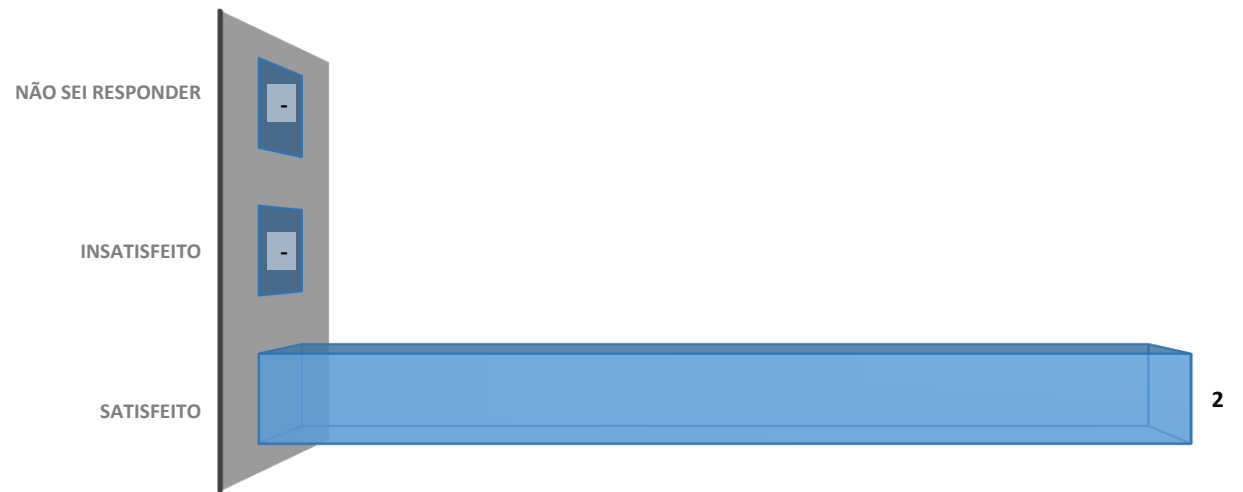 NÃO SEI RESPONDER
-
INSATISFEITO
-
SATISFEITO
2